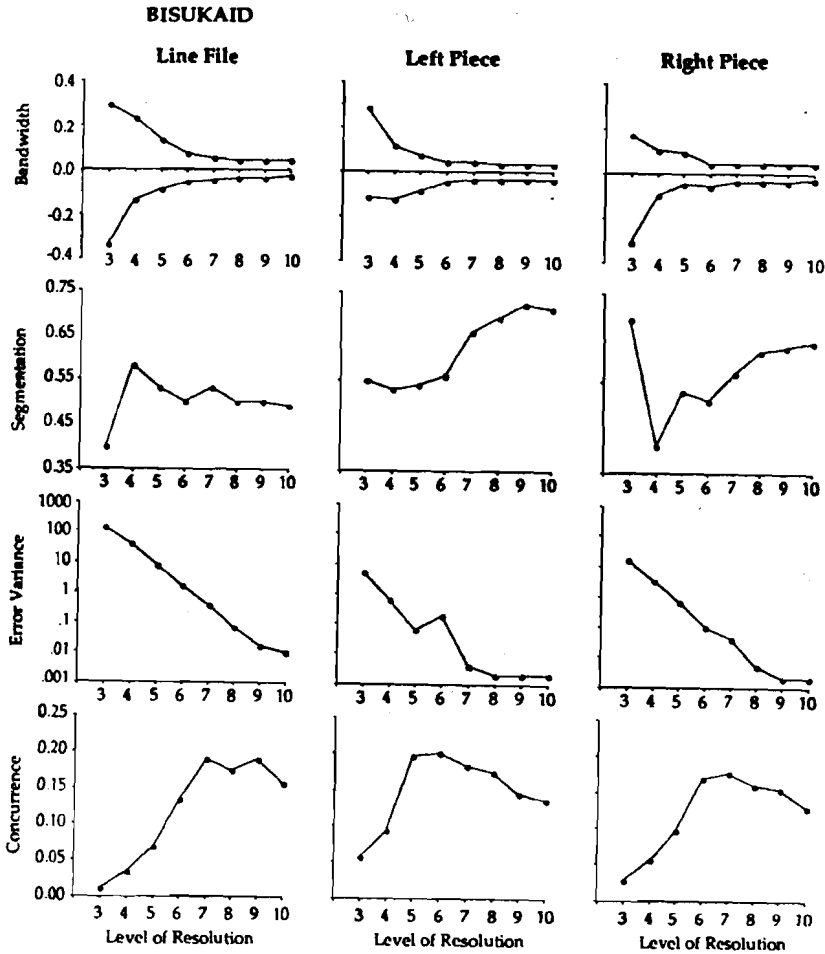 BISUKAID
Line File
Left Piece
Right Piece
Bandwidth
0.4
0.2
0.0
-0.2
-0.4
3 4 5 6 7 8 9 10
3 4 5 6 7 8 9 10
3 4 5 6 7 8 9 10
Segmentation
0.75
0.65
0.55
0.45
0.35
3 4 5 6 7 8 9 10
3 4 5 6 7 8 9 10
3 4 5 6 7 8 9 10
Error Variance
1000
100
10
1
.1
.01
.001
3 4 5 6 7 8 9 10
3 4 5 6 7 8 9 10
3 4 5 6 7 8 9 10
Concurrence
0.25
0.20
0.15
0.10
0.05
0.00
3 4 5 6 7 8 9 10
3 4 5 6 7 8 9 10
3 4 5 6 7 8 9 10
Level of Resolution
Level of Resolution
Level of Resolution